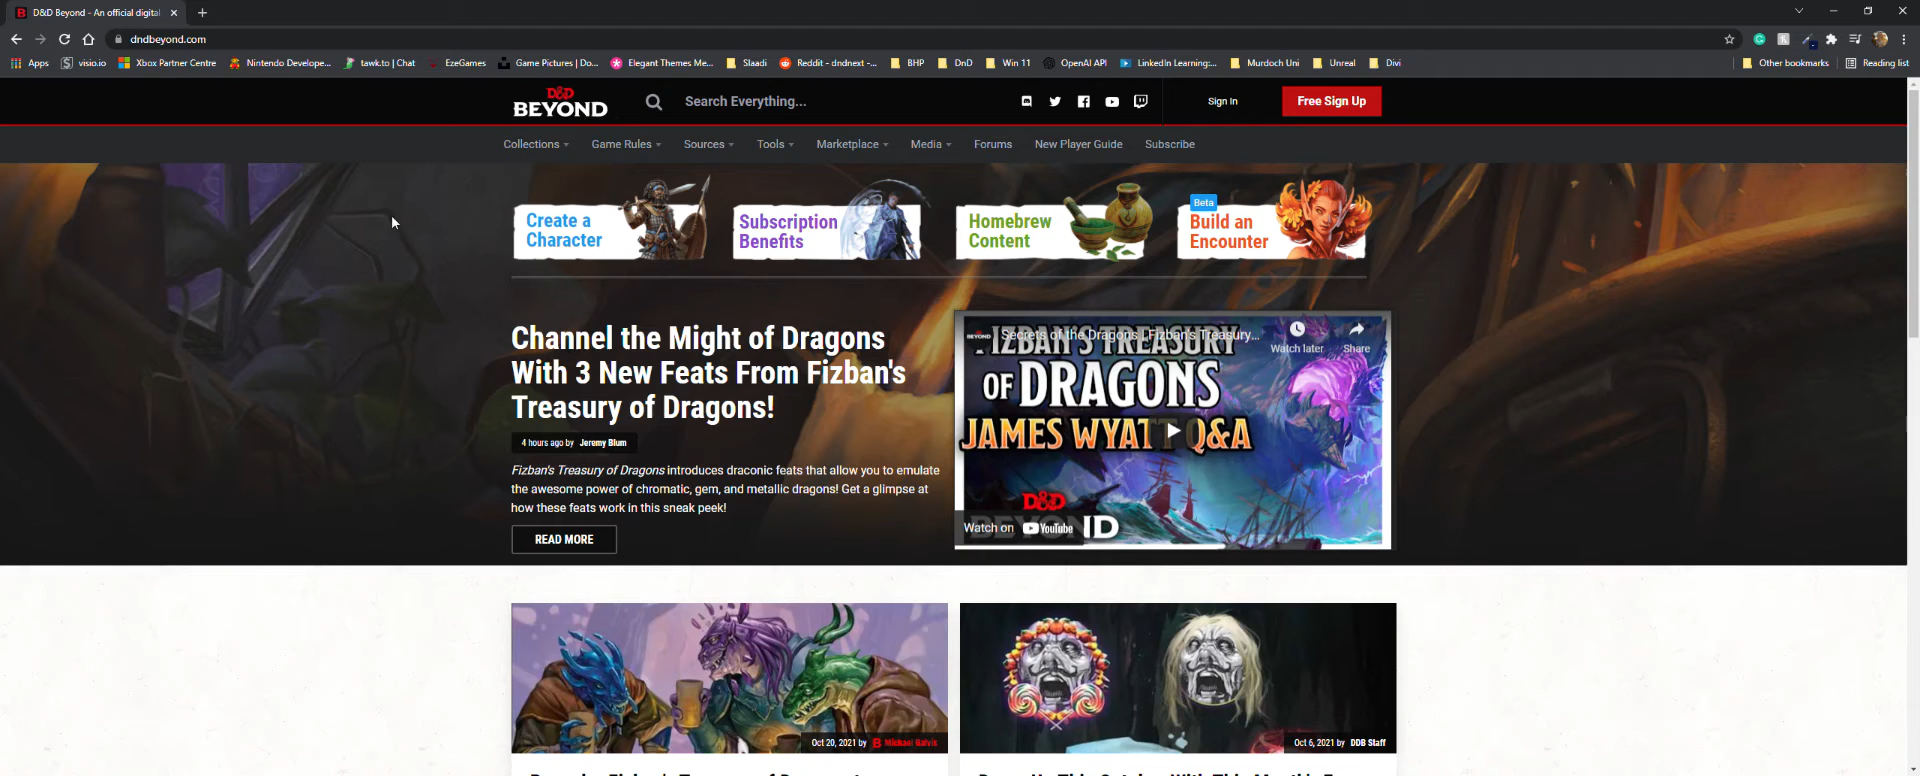 D&D Beyond - An official digital
dndbeyond.com
Apps
visio.io
Xbox Partner Centre
Nintendo Develope...
tawk.to | Chat
EzeGames
Game Pictures | Do...
Elegant Themes Me...
Slaadi
Reddit - dndnext -...
BHP
DnD
Win 11
OpenAI API
LinkedIn Learning:...
Murdoch Uni
Unreal
Divi
Other bookmarks
Reading list
D&D
BEYOND
Search Everything...
Sign In
Free Sign Up
Collections
Game Rules
Sources
Tools
Marketplace
Media
Forums
New Player Guide
Subscribe
Create a
Character
Subscription
Benefits
Homebrew
Content
Beta
Build an
Encounter
Channel the Might of Dragons
With 3 New Feats From Fizban's
Treasury of Dragons!
4 hours ago by Jeremy Blum
Fizban's Treasury of Dragons introduces draconic feats that allow you to emulate
the awesome power of chromatic, gem, and metallic dragons! Get a glimpse at
how these feats work in this sneak peek!
READ MORE
BEYOND
Secrets of the Dragons | Fizban's Treasury...
Watch later
Share
IZBAN'S TREASURY
OF DRAGONS
JAMES WYATT Q&A
D&D
Watch on YouTube
Oct 20, 2021 by Michael Galvis
Oct 6, 2021 by DDB Staff